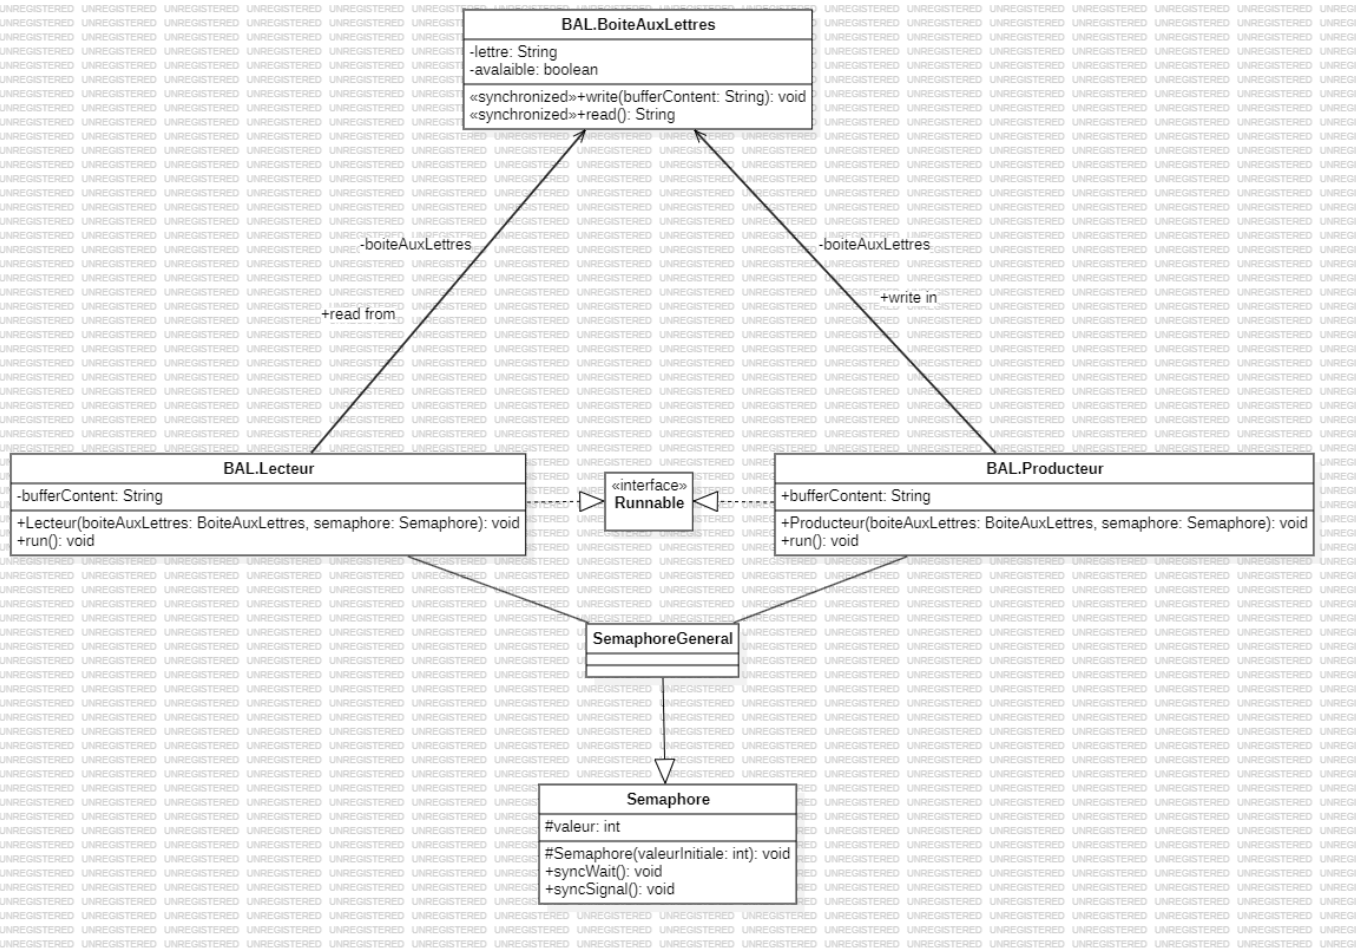 BAL.BoiteAuxLettres
-lettre: String
-avalaible: boolean
«synchronized»+write(bufferContent: String): void
«synchronized»+read(): String
-boiteAuxLettres
-boiteAuxLettres
+write in
+read from
BAL.Lecteur
-bufferContent: String
+Lecteur(boiteAuxLettres: BoiteAuxLettres, semaphore: Semaphore): void
+run(): void
«interface»
Runnable
BAL.Producteur
+bufferContent: String
+Producteur(boiteAuxLettres: BoiteAuxLettres, semaphore: Semaphore): void
+run(): void
SemaphoreGeneral
Semaphore
#valeur: int
#Semaphore(valeurInitiale: int): void
+syncWait(): void
+syncSignal(): void
UNREGISTERED